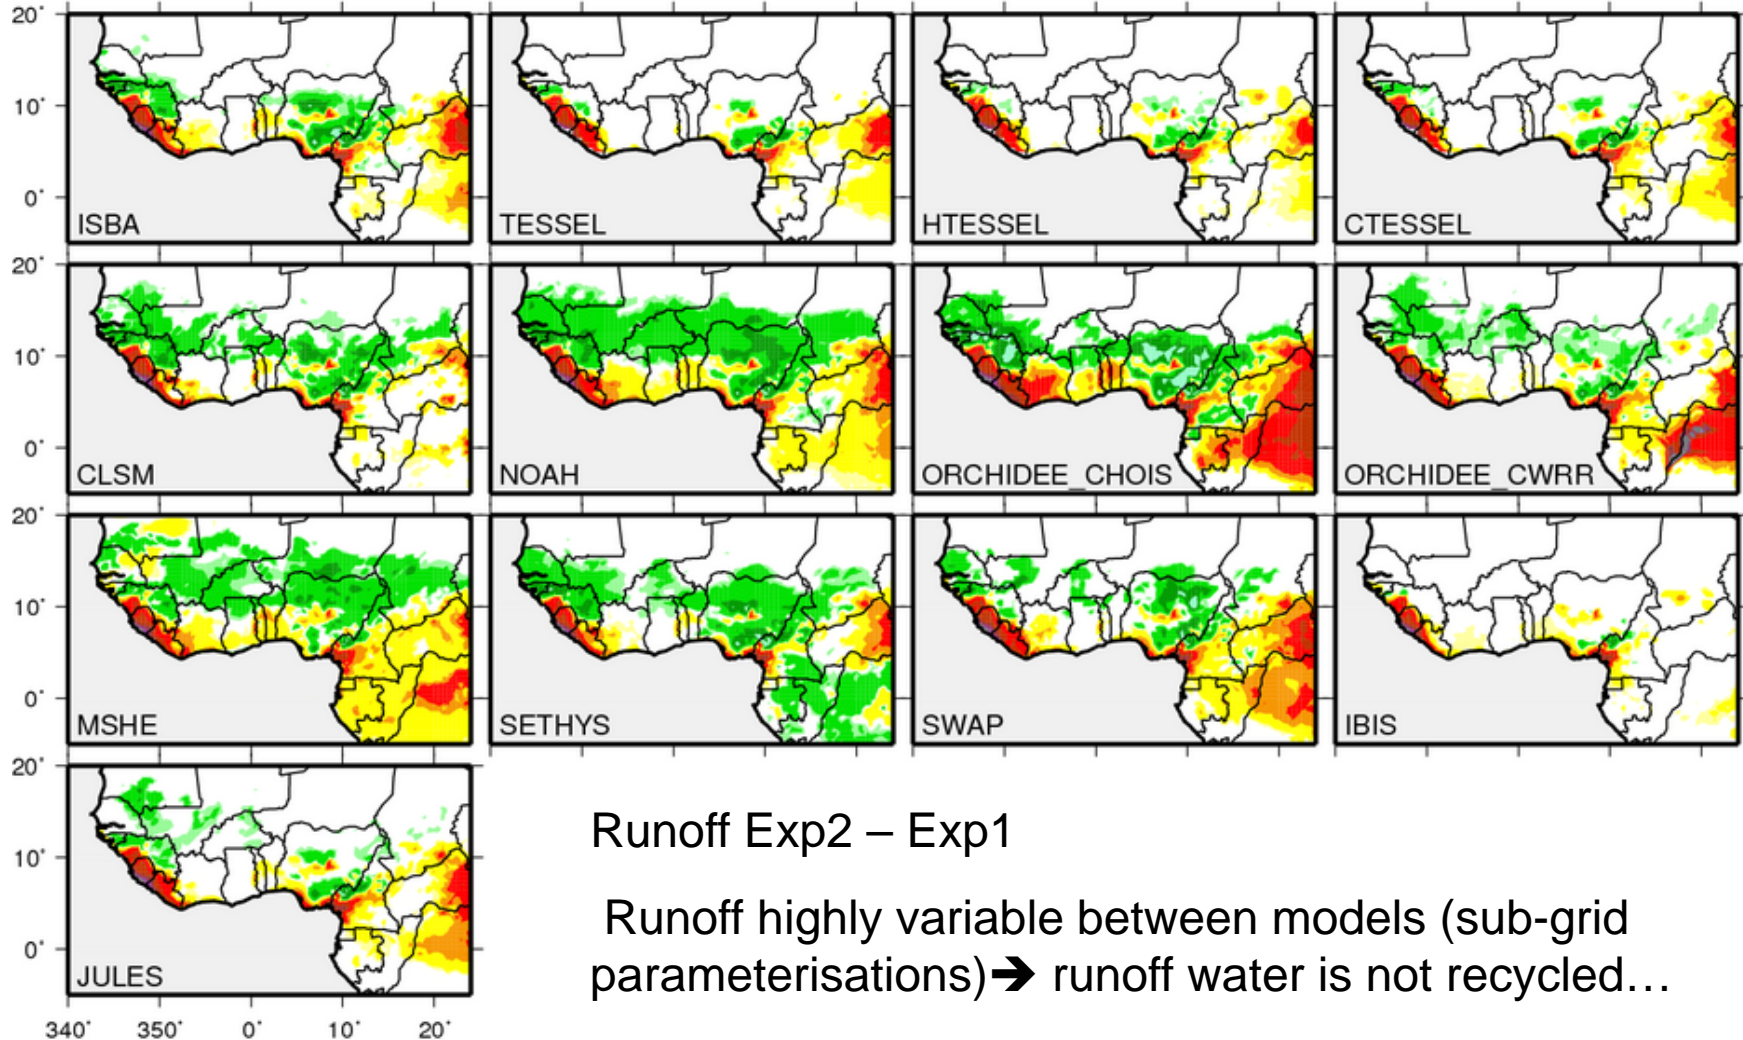 20˚
10˚
0˚
ISBA
TESSEL
HTESSEL
CTESSEL
20˚
10˚
0˚
CLSM
NOAH
ORCHIDEE_CHOIS
ORCHIDEE_CWRR
20˚
10˚
0˚
MSHE
SETHYS
SWAP
IBIS
20˚
10˚
0˚
JULES
340˚ 350˚ 0˚ 10˚ 20˚
Runoff Exp2 – Exp1
Runoff highly variable between models (sub-grid
parameterisations)➔ runoff water is not recycled…